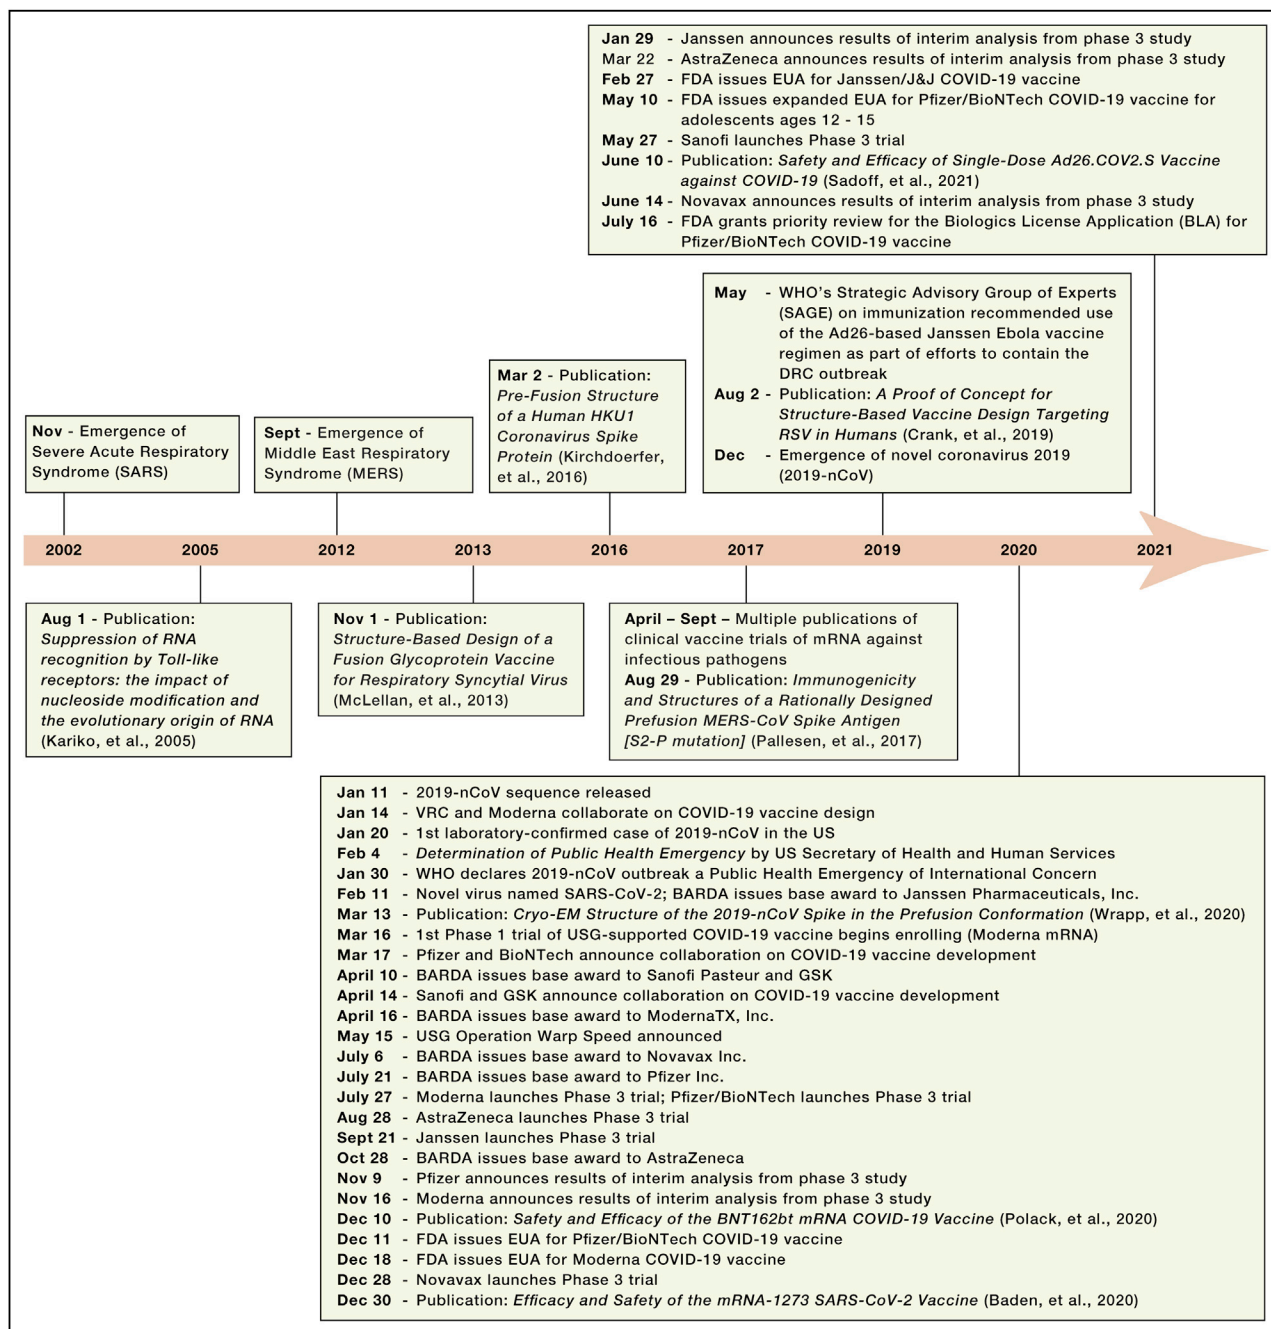 Jan 29 - Janssen announces results of interim analysis from phase 3 study
Mar 22 - AstraZeneca announces results of interim analysis from phase 3 study
Feb 27 - FDA issues EUA for Janssen/J&J COVID-19 vaccine
May 10 - FDA issues expanded EUA for Pfizer/BioNTech COVID-19 vaccine for
adolescents ages 12 - 15
May 27 - Sanofi launches Phase 3 trial
June 10 - Publication: Safety and Efficacy of Single-Dose Ad26.COV2.S Vaccine
against COVID-19 (Sadoff, et al., 2021)
June 14 - Novavax announces results of interim analysis from phase 3 study
July 16 - FDA grants priority review for the Biologics License Application (BLA) for
Pfizer/BioNTech COVID-19 vaccine
May - WHO's Strategic Advisory Group of Experts
(SAGE) on immunization recommended use
of the Ad26-based Janssen Ebola vaccine
regimen as part of efforts to contain the
DRC outbreak
Aug 2 - Publication: A Proof of Concept for
Structure-Based Vaccine Design Targeting
RSV in Humans (Crank, et al., 2019)
Dec - Emergence of novel coronavirus 2019
(2019-nCoV)
Mar 2 - Publication:
Pre-Fusion Structure
of a Human HKU1
Coronavirus Spike
Protein (Kirchdoerfer,
et al., 2016)
Nov - Emergence of
Severe Acute Respiratory
Syndrome (SARS)
Sept - Emergence of
Middle East Respiratory
Syndrome (MERS)
2002 2005 2012 2013 2016 2017 2019 2020 2021
Aug 1 - Publication:
Suppression of RNA
recognition by Toll-like
receptors: the impact of
nucleoside modification and
the evolutionary origin of RNA
(Kariko, et al., 2005)
Nov 1 - Publication:
Structure-Based Design of a
Fusion Glycoprotein Vaccine
for Respiratory Syncytial Virus
(McLellan, et al., 2013)
April – Sept – Multiple publications of
clinical vaccine trials of mRNA against
infectious pathogens
Aug 29 - Publication: Immunogenicity
and Structures of a Rationally Designed
Prefusion MERS-CoV Spike Antigen
[S2-P mutation] (Pallesen, et al., 2017)
Jan 11 - 2019-nCoV sequence released
Jan 14 - VRC and Moderna collaborate on COVID-19 vaccine design
Jan 20 - 1st laboratory-confirmed case of 2019-nCoV in the US
Feb 4 - Determination of Public Health Emergency by US Secretary of Health and Human Services
Jan 30 - WHO declares 2019-nCoV outbreak a Public Health Emergency of International Concern
Feb 11 - Novel virus named SARS-CoV-2; BARDA issues base award to Janssen Pharmaceuticals, Inc.
Mar 13 - Publication: Cryo-EM Structure of the 2019-nCoV Spike in the Prefusion Conformation (Wrapp, et al., 2020)
Mar 16 - 1st Phase 1 trial of USG-supported COVID-19 vaccine begins enrolling (Moderna mRNA)
Mar 17 - Pfizer and BioNTech announce collaboration on COVID-19 vaccine development
April 10 - BARDA issues base award to Sanofi Pasteur and GSK
April 14 - Sanofi and GSK announce collaboration on COVID-19 vaccine development
April 16 - BARDA issues base award to ModernaTX, Inc.
May 15 - USG Operation Warp Speed announced
July 6 - BARDA issues base award to Novavax Inc.
July 21 - BARDA issues base award to Pfizer Inc.
July 27 - Moderna launches Phase 3 trial; Pfizer/BioNTech launches Phase 3 trial
Aug 28 - AstraZeneca launches Phase 3 trial
Sept 21 - Janssen launches Phase 3 trial
Oct 28 - BARDA issues base award to AstraZeneca
Nov 9 - Pfizer announces results of interim analysis from phase 3 study
Nov 16 - Moderna announces results of interim analysis from phase 3 study
Dec 10 - Publication: Safety and Efficacy of the BNT162bt mRNA COVID-19 Vaccine (Polack, et al., 2020)
Dec 11 - FDA issues EUA for Pfizer/BioNTech COVID-19 vaccine
Dec 18 - FDA issues EUA for Moderna COVID-19 vaccine
Dec 28 - Novavax launches Phase 3 trial
Dec 30 - Publication: Efficacy and Safety of the mRNA-1273 SARS-CoV-2 Vaccine (Baden, et al., 2020)